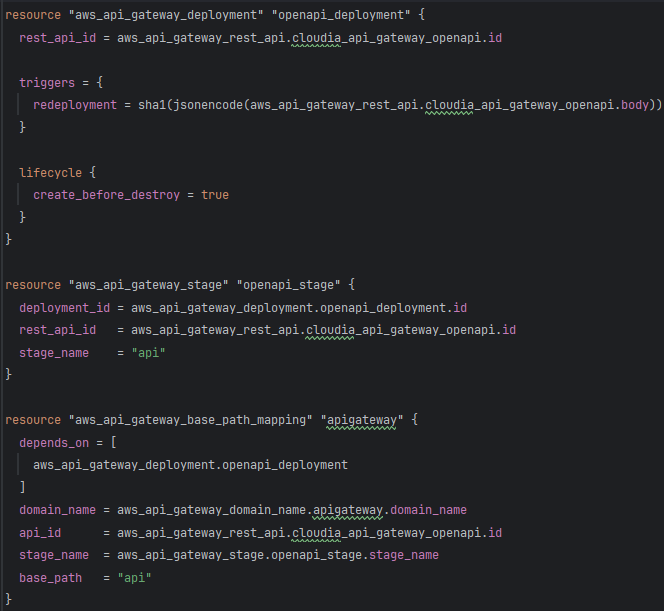 resource "aws_api_gateway_deployment" "openapi_deployment" {
  rest_api_id = aws_api_gateway_rest_api.cloudia_api_gateway_openapi.id

  triggers = {
    redeployment = sha1(jsonencode(aws_api_gateway_rest_api.cloudia_api_gateway_openapi.body))
  }

  lifecycle {
    create_before_destroy = true
  }
}

resource "aws_api_gateway_stage" "openapi_stage" {
  deployment_id = aws_api_gateway_deployment.openapi_deployment.id
  rest_api_id   = aws_api_gateway_rest_api.cloudia_api_gateway_openapi.id
  stage_name    = "api"
}

resource "aws_api_gateway_base_path_mapping" "apigateway" {
  depends_on = [
    aws_api_gateway_deployment.openapi_deployment
  ]
  domain_name = aws_api_gateway_domain_name.apigateway.domain_name
  api_id      = aws_api_gateway_rest_api.cloudia_api_gateway_openapi.id
  stage_name  = aws_api_gateway_stage.openapi_stage.stage_name
  base_path   = "api"
}